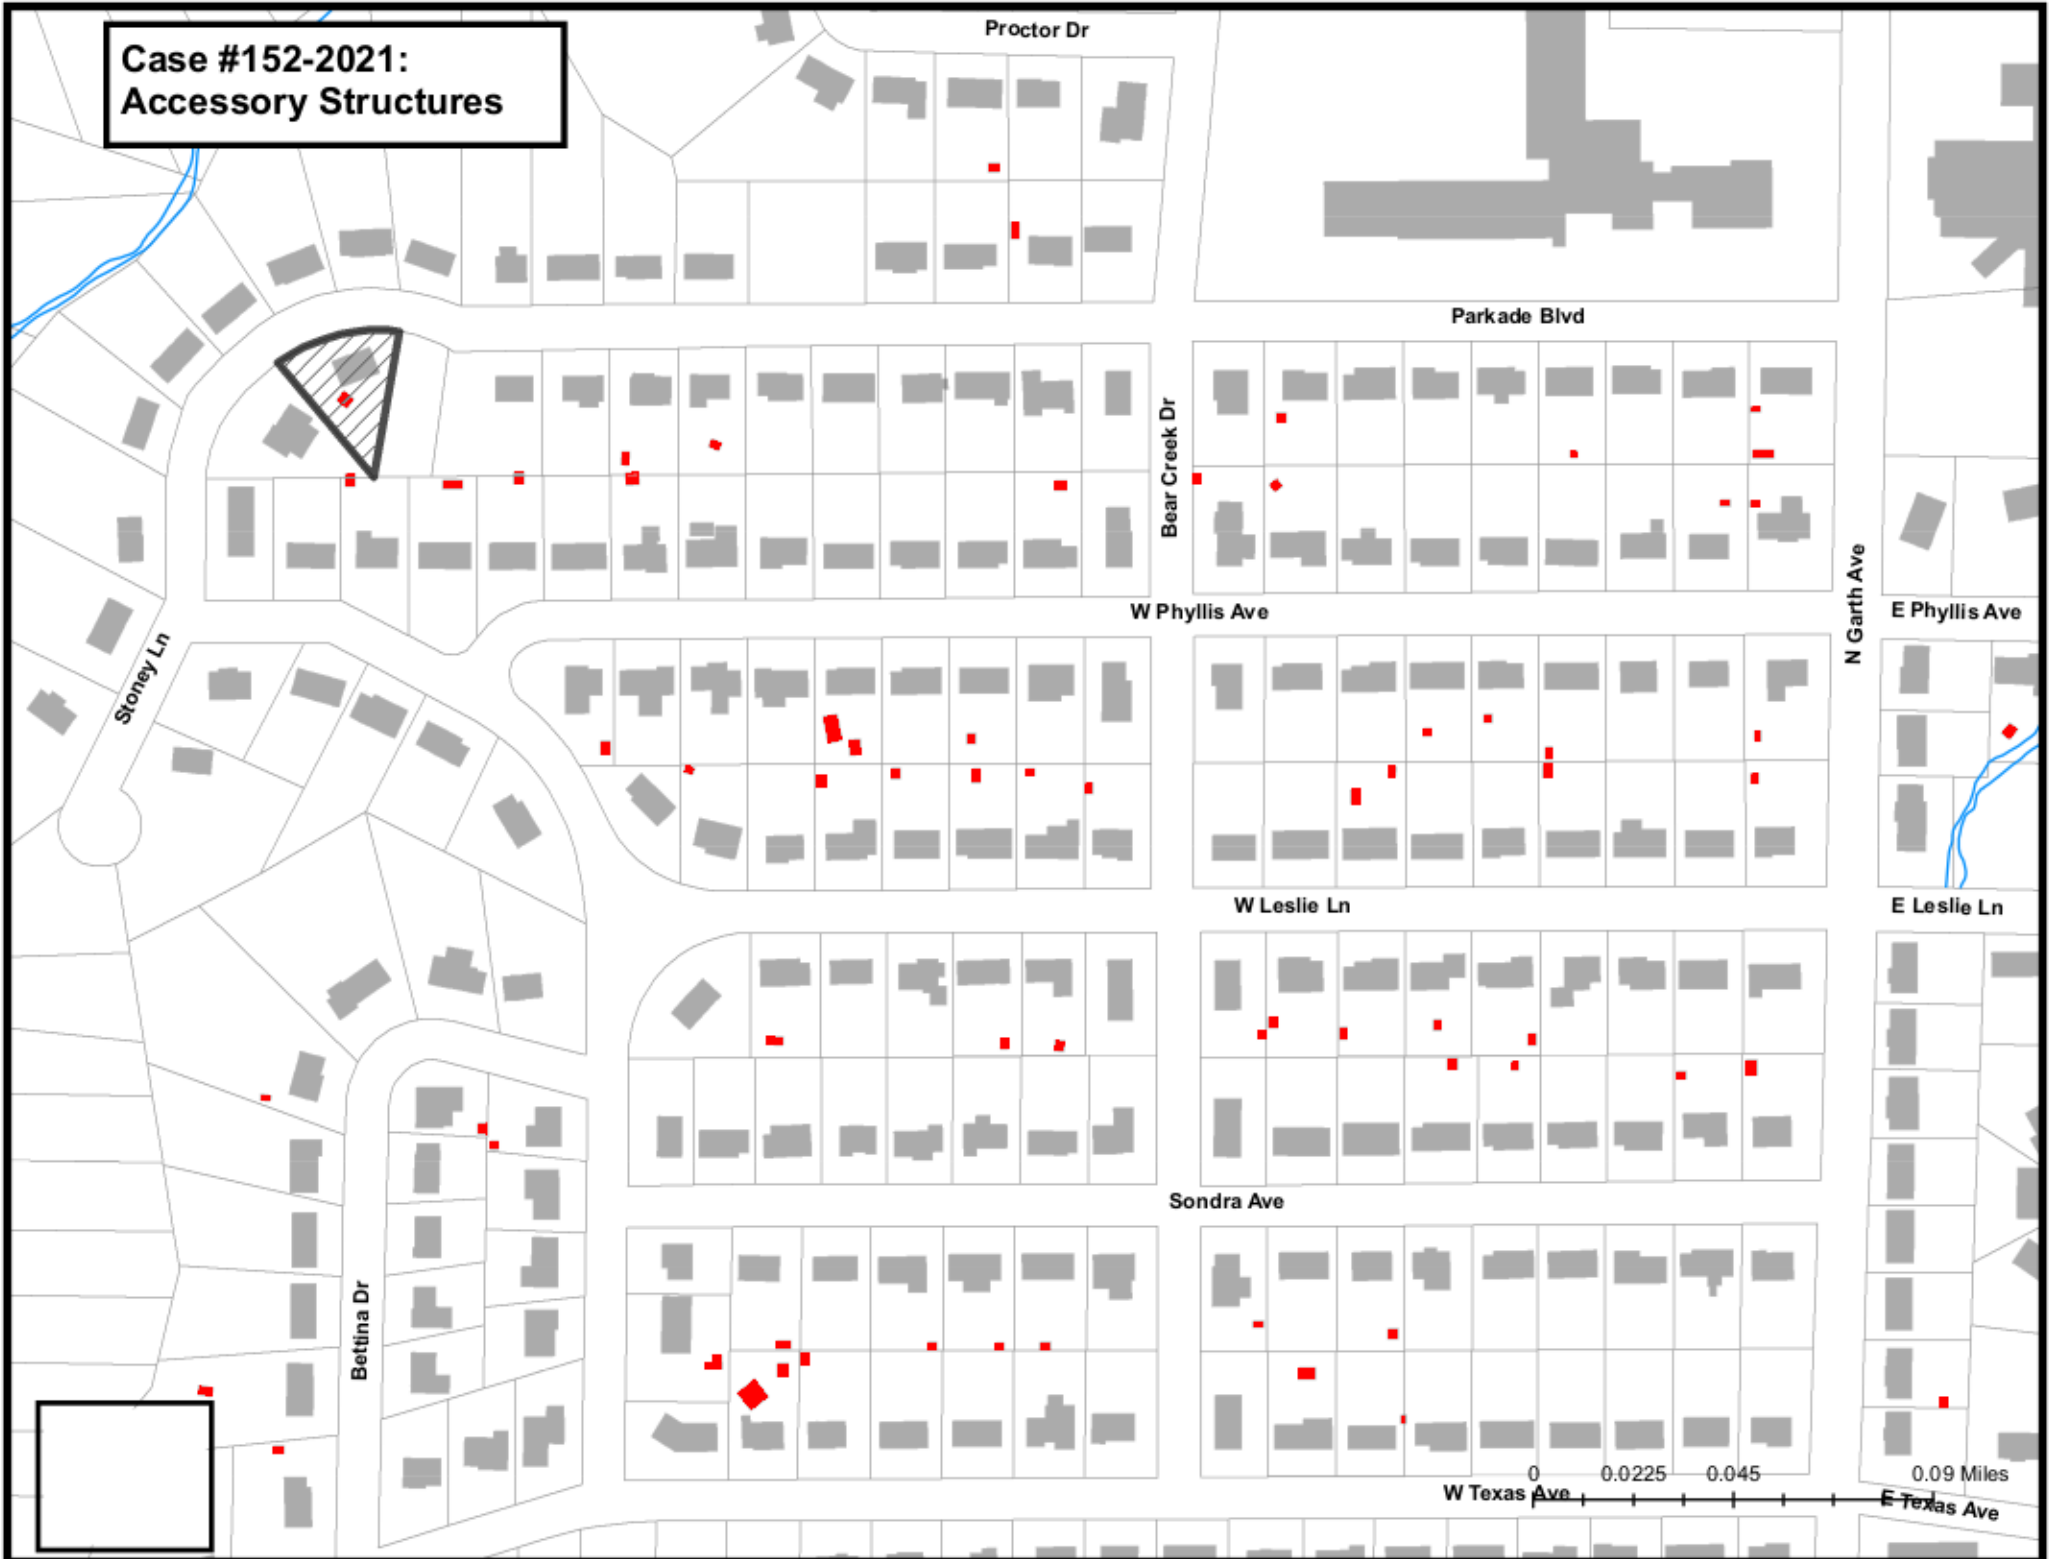 Proctor Dr
Case #152-2021:
Accessory Structures
Parkade Blvd
Bear Creek Dr
W Phyllis Ave
N Garth Ave
E Phyllis Ave
Stoney Ln
W Leslie Ln
E Leslie Ln
Sondra Ave
Bettina Dr
0 0.0225 0.045 0.09 Miles
W Texas Ave
E Texas Ave